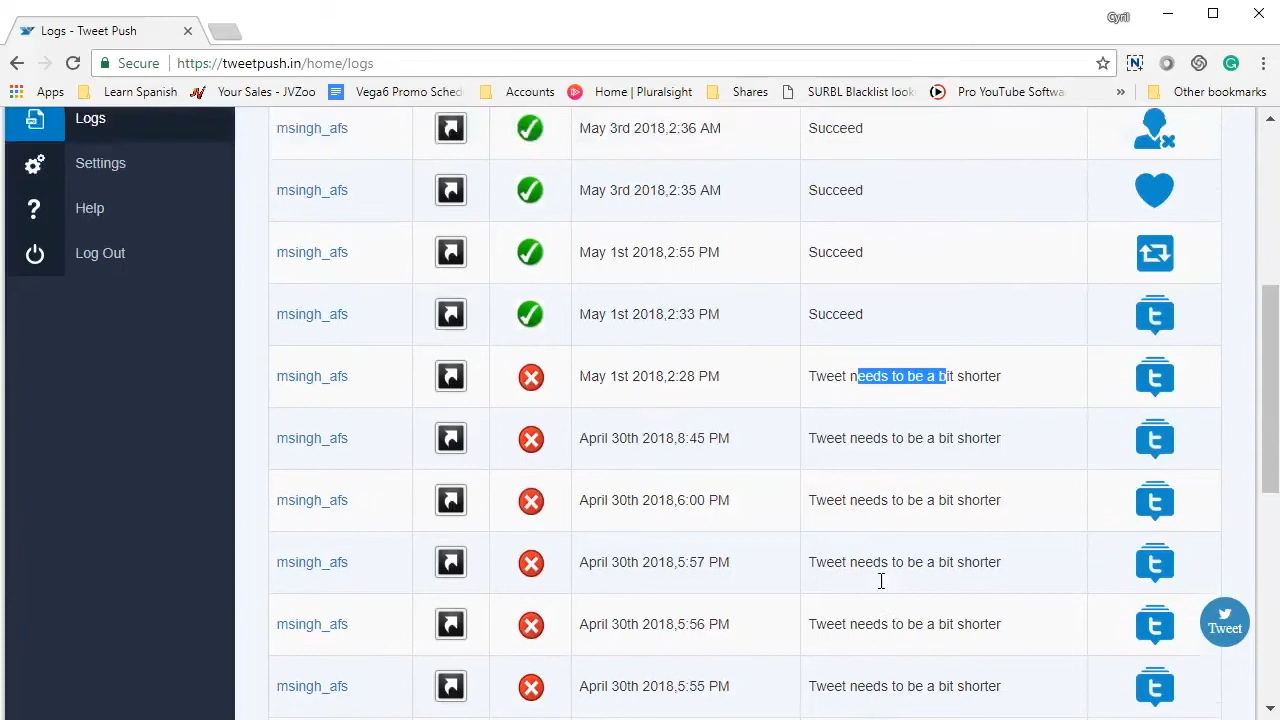 Cyril
Logs - Tweet Push
Secure https://tweetpush.in/home/logs
Apps Learn Spanish Your Sales - JVZoo Vega6 Promo Sched Accounts Home | Pluralsight Shares SURBL Blacklist look Pro YouTube Softwa » Other bookmarks
Logs
Settings
Help
Log Out
msingh_afs May 3rd 2018,2:36 AM Succeed
msingh_afs May 3rd 2018,2:35 AM Succeed
msingh_afs May 1st 2018,2:55 PM Succeed
msingh_afs May 1st 2018,2:33 PM Succeed
msingh_afs May 1st 2018,2:28 PM Tweet needs to be a bit shorter
msingh_afs April 30th 2018,8:45 PM Tweet needs to be a bit shorter
msingh_afs April 30th 2018,6:00 PM Tweet needs to be a bit shorter
msingh_afs April 30th 2018,5:57 PM Tweet needs to be a bit shorter
msingh_afs April 30th 2018,5:56 PM Tweet needs to be a bit shorter
Tweet
msingh_afs April 30th 2018,5:55 PM Tweet needs to be a bit shorter